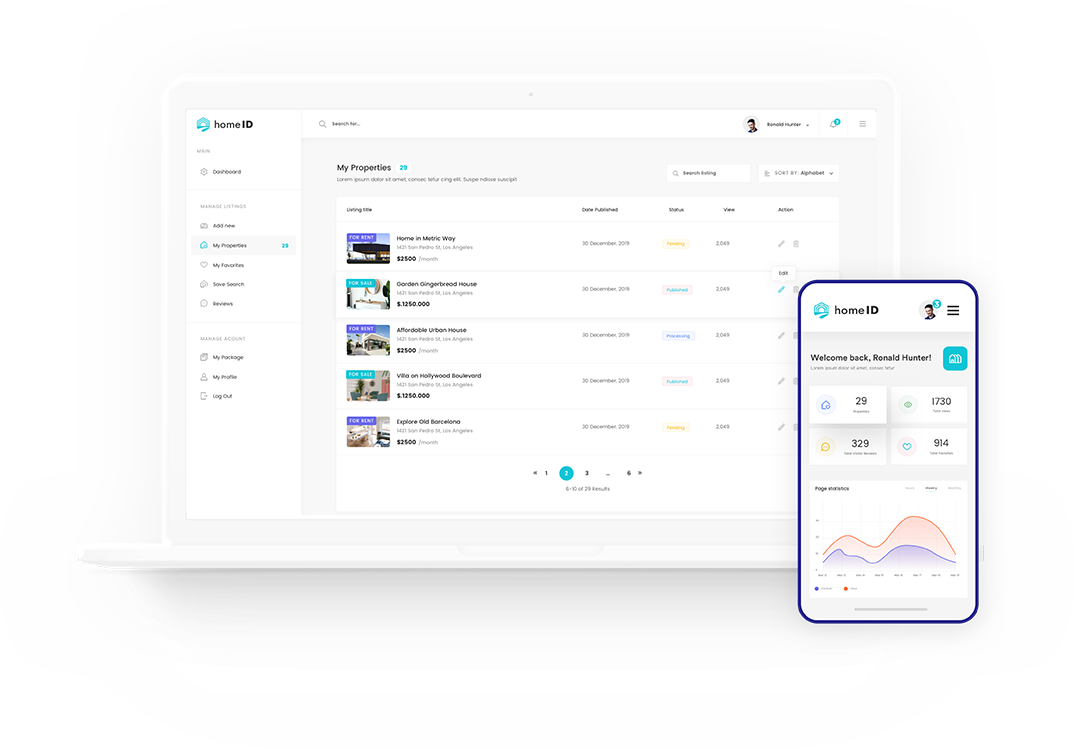 home ID
Search for...
Ronald Hunter
MAIN
Dashboard
MANAGE LISTINGS
Add new
My Properties 29
My Favorites
Save Search
Reviews
MANAGE ACOUNT
My Package
My Profile
Log Out
My Properties 29
Lorem ipsum dolor sit amet, consec tetur cing elit. Suspe ndisse suscipit
Search listing
SORT BY: Alphabet
Listing title Date Published Status View Action
FOR RENT
Home in Metric Way
1421 San Pedro St, Los Angeles
$2500 /month
30 December, 2019 Pending 2,049
Edit
FOR SALE
Garden Gingerbread House
1421 San Pedro St, Los Angeles
$.1250.000
30 December, 2019 Published 2,049
FOR RENT
Affordable Urban House
1421 San Pedro St, Los Angeles
$2500 /month
30 December, 2019 Processing 2,049
FOR SALE
Villa on Hollywood Boulevard
1421 San Pedro St, Los Angeles
$.1250.000
30 December, 2019 Published 2,049
FOR RENT
Explore Old Barcelona
1421 San Pedro St, Los Angeles
$2500 /month
30 December, 2019 Pending 2,049
« 1 2 3 ... 6 »
6-10 of 29 Results
home ID
3
Welcome back, Ronald Hunter!
Lorem ipsum dolor sit amet, consec tetur
29
Properties
1730
Total views
329
Total Visitor Reviews
914
Total Favorites
Page statistics
Hours Weekly Monthly